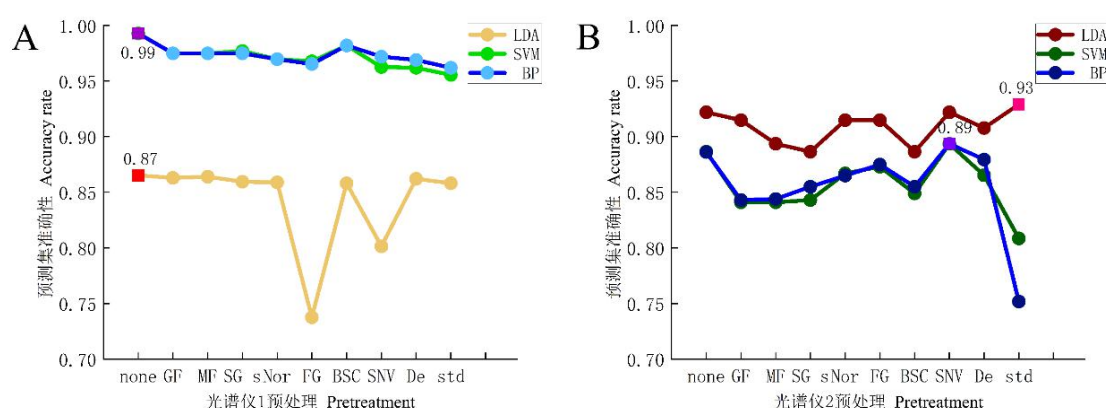 A
LDA
SVM
BP
0.99
0.87
1.00
0.95
0.90
0.85
0.80
0.75
0.70
预测集准确性 Accuracy rate
none GF MF SG sNor FG BSC SNV De std
光谱仪1预处理 Pretreatment
B
LDA
SVM
BP
0.93
0.89
1.00
0.95
0.90
0.85
0.80
0.75
0.70
预测集准确性 Accuracy rate
none GF MF SG sNor FG BSC SNV De std
光谱仪2预处理 Pretreatment